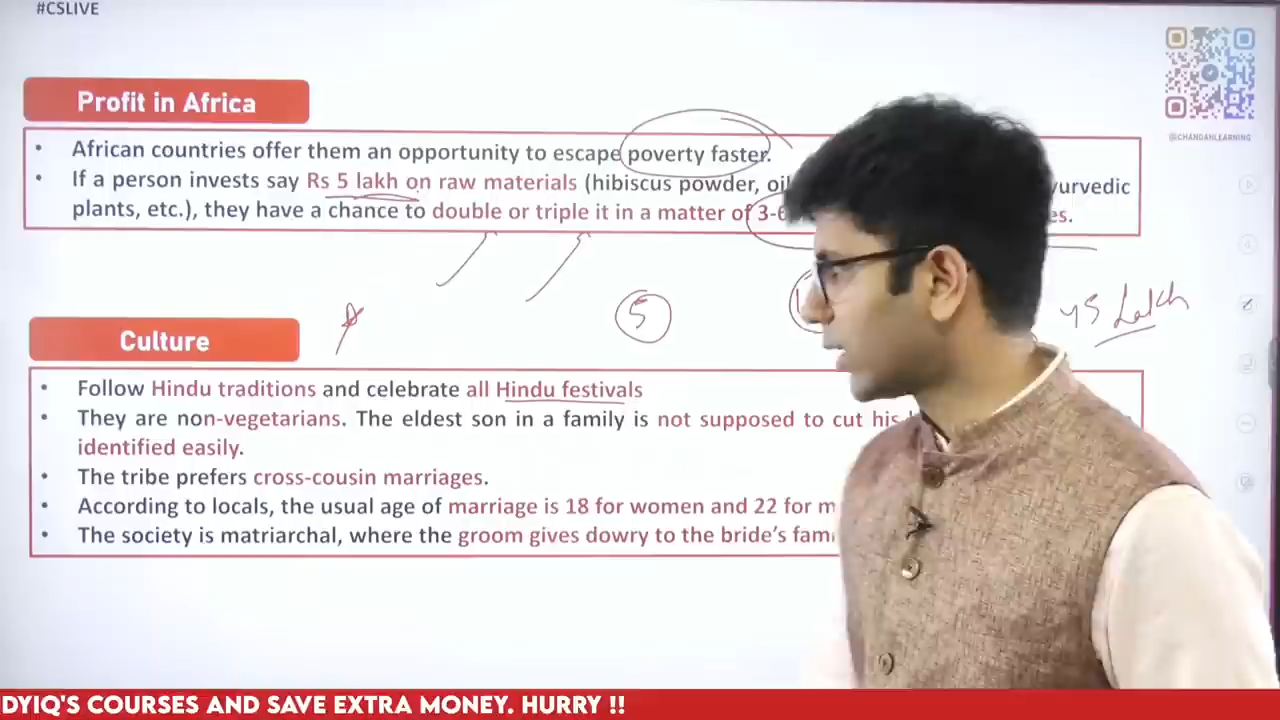 #CSLIVE
Profit in Africa
@CHANDANLEARNING
• African countries offer them an opportunity to escape poverty faster.
• If a person invests say Rs 5 lakh on raw materials (hibiscus powder, oil
plants, etc.), they have a chance to double or triple it in a matter of 3-6
5
45 Lakh
Culture
• Follow Hindu traditions and celebrate all Hindu festivals
• They are non-vegetarians. The eldest son in a family is not supposed to cut his
identified easily.
• The tribe prefers cross-cousin marriages.
• According to locals, the usual age of marriage is 18 for women and 22 for
• The society is matriarchal, where the groom gives dowry to the bride's
DYIQ'S COURSES AND SAVE EXTRA MONEY. HURRY !!